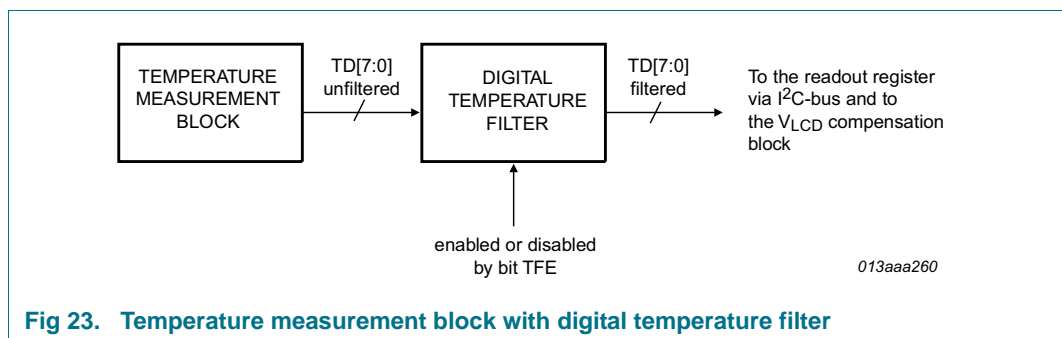 TEMPERATURE
MEASUREMENT
BLOCK
TD[7:0]
unfiltered
DIGITAL
TEMPERATURE
FILTER
TD[7:0]
filtered
To the readout register
via I²C-bus and to
the VLCD compensation
block
enabled or disabled
by bit TFE
013aaa260
Fig 23. Temperature measurement block with digital temperature filter